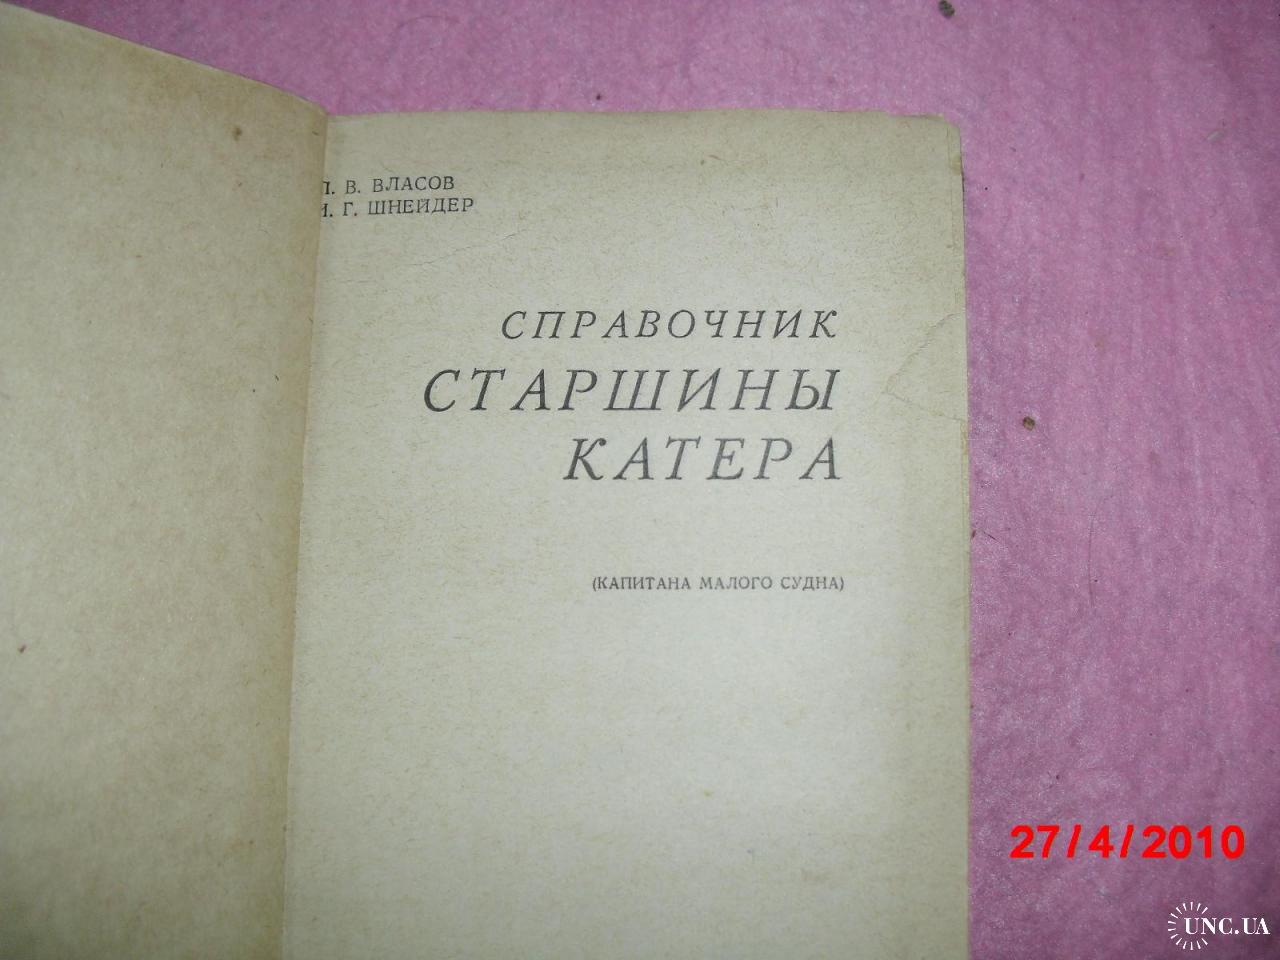 Л. В. ВЛАСОВ
И. Г. ШНЕЙДЕР
СПРАВОЧНИК
СТАРШИНЫ
КАТЕРА
(КАПИТАНА МАЛОГО СУДНА)
27/4/2010
UNC.UA